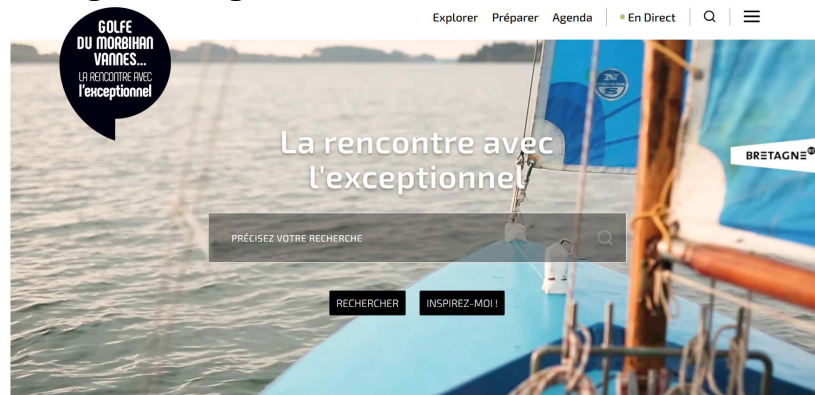 GOLFE
DU MORBIHAN
VANNES...
LA RENCONTRE AVEC
l'exceptionnel
Explorer Préparer Agenda En Direct
La rencontre avec
l'exceptionnel
BRETAGNE
PRÉCISEZ VOTRE RECHERCHE
RECHERCHER INSPIREZ-MOI !